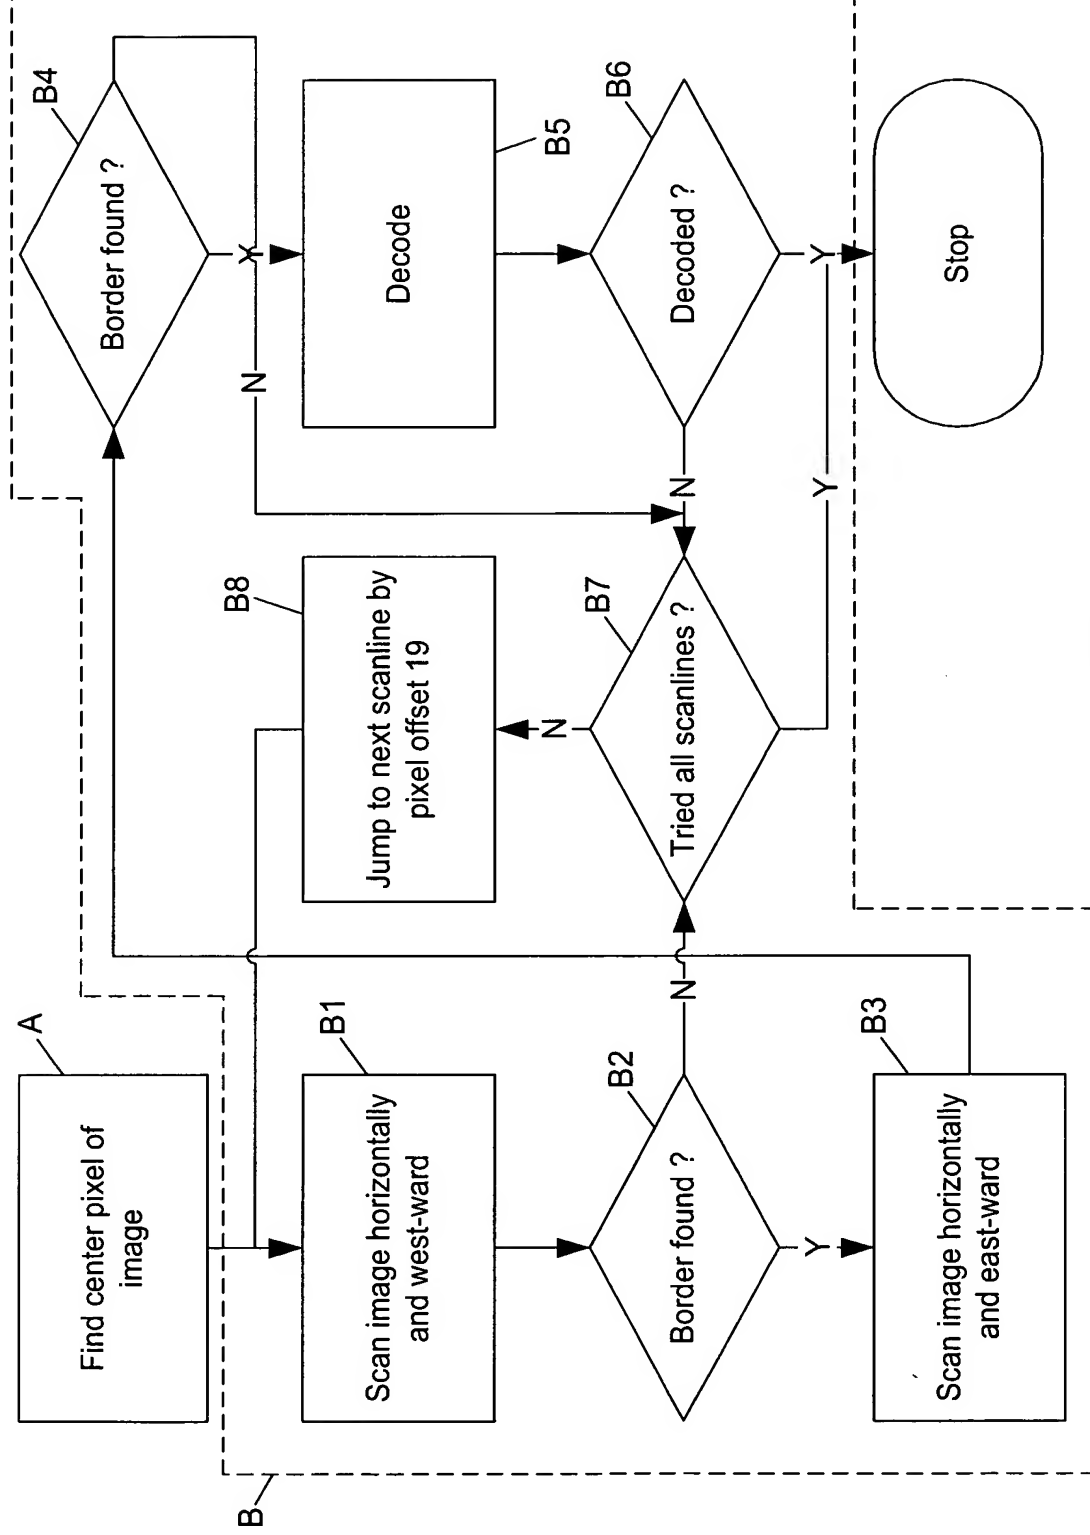 A
Find center pixel of
image
B
B1
Scan image horizontally
and west-ward
B2
Border found ?
N
Y
B3
Scan image horizontally
and east-ward
B8
Jump to next scanline by
pixel offset 19
N
B7
Tried all scanlines ?
Y
B4
Border found ?
Y
N
B5
Decode
B6
Decoded ?
N
Y
Stop